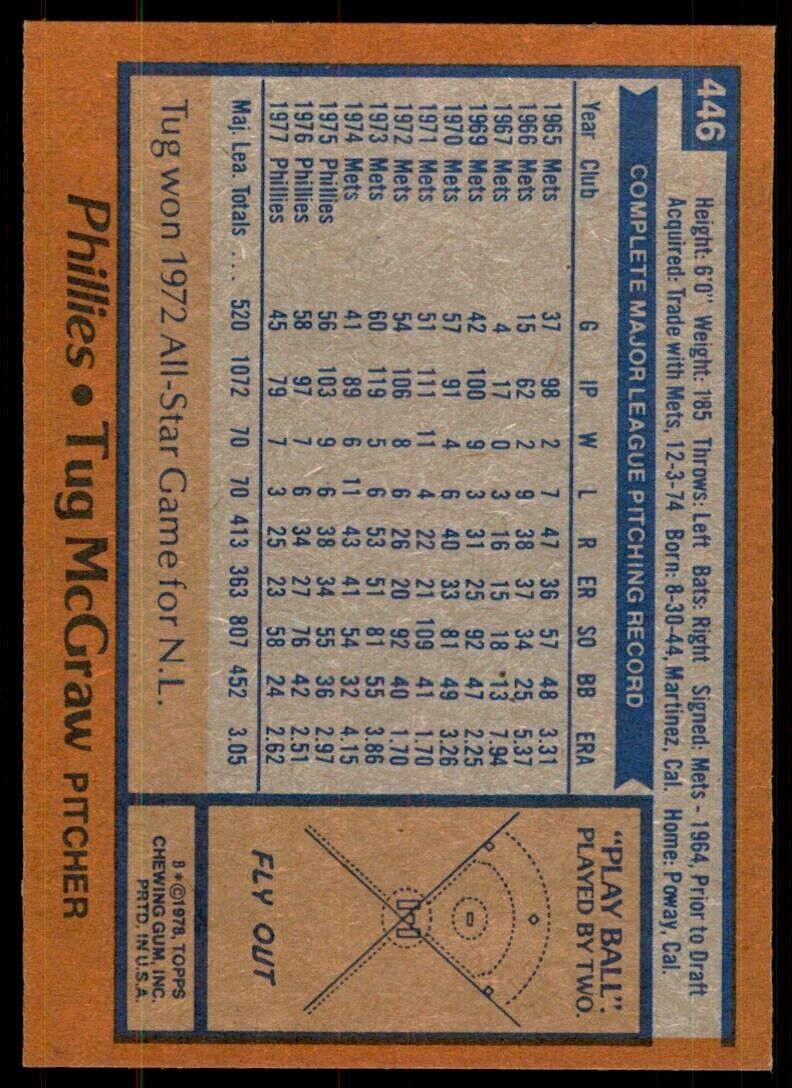 446
Height: 6'0" Weight: 185 Throws: Left Bats: Right Signed: Mets - 1964, Prior to Draft
Acquired: Trade with Mets, 12-3-74 Born: 8-30-44, Martinez, Cal. Home: Poway, Cal.
COMPLETE MAJOR LEAGUE PITCHING RECORD
Year Club G IP W L R ER SO BB ERA
1965 Mets 37 98 2 7 47 36 57 48 3.31
1966 Mets 15 62 2 9 38 37 34 25 5.37
1967 Mets 4 17 0 3 16 15 18 13 7.94
1969 Mets 42 100 9 3 31 25 92 47 2.25
1970 Mets 57 91 4 6 40 33 81 49 3.26
1971 Mets 51 111 11 4 22 21 109 41 1.70
1972 Mets 54 106 8 6 26 20 92 40 1.70
1973 Mets 60 119 5 6 53 51 81 55 3.86
1974 Mets 41 89 6 11 43 41 54 32 4.15
1975 Phillies 56 103 9 6 38 34 55 36 2.97
1976 Phillies 58 97 7 6 34 27 76 42 2.51
1977 Phillies 45 79 7 3 25 23 58 24 2.62
Maj. Lea. Totals .... 520 1072 70 70 413 363 807 452 3.05
Tug won 1972 All-Star Game for N.L.
"PLAY BALL".
PLAYED BY TWO.
FLY OUT
B*©1978, TOPPS
CHEWING GUM, INC.
PRTD. IN U.S.A.
Phillies • Tug McGraw PITCHER